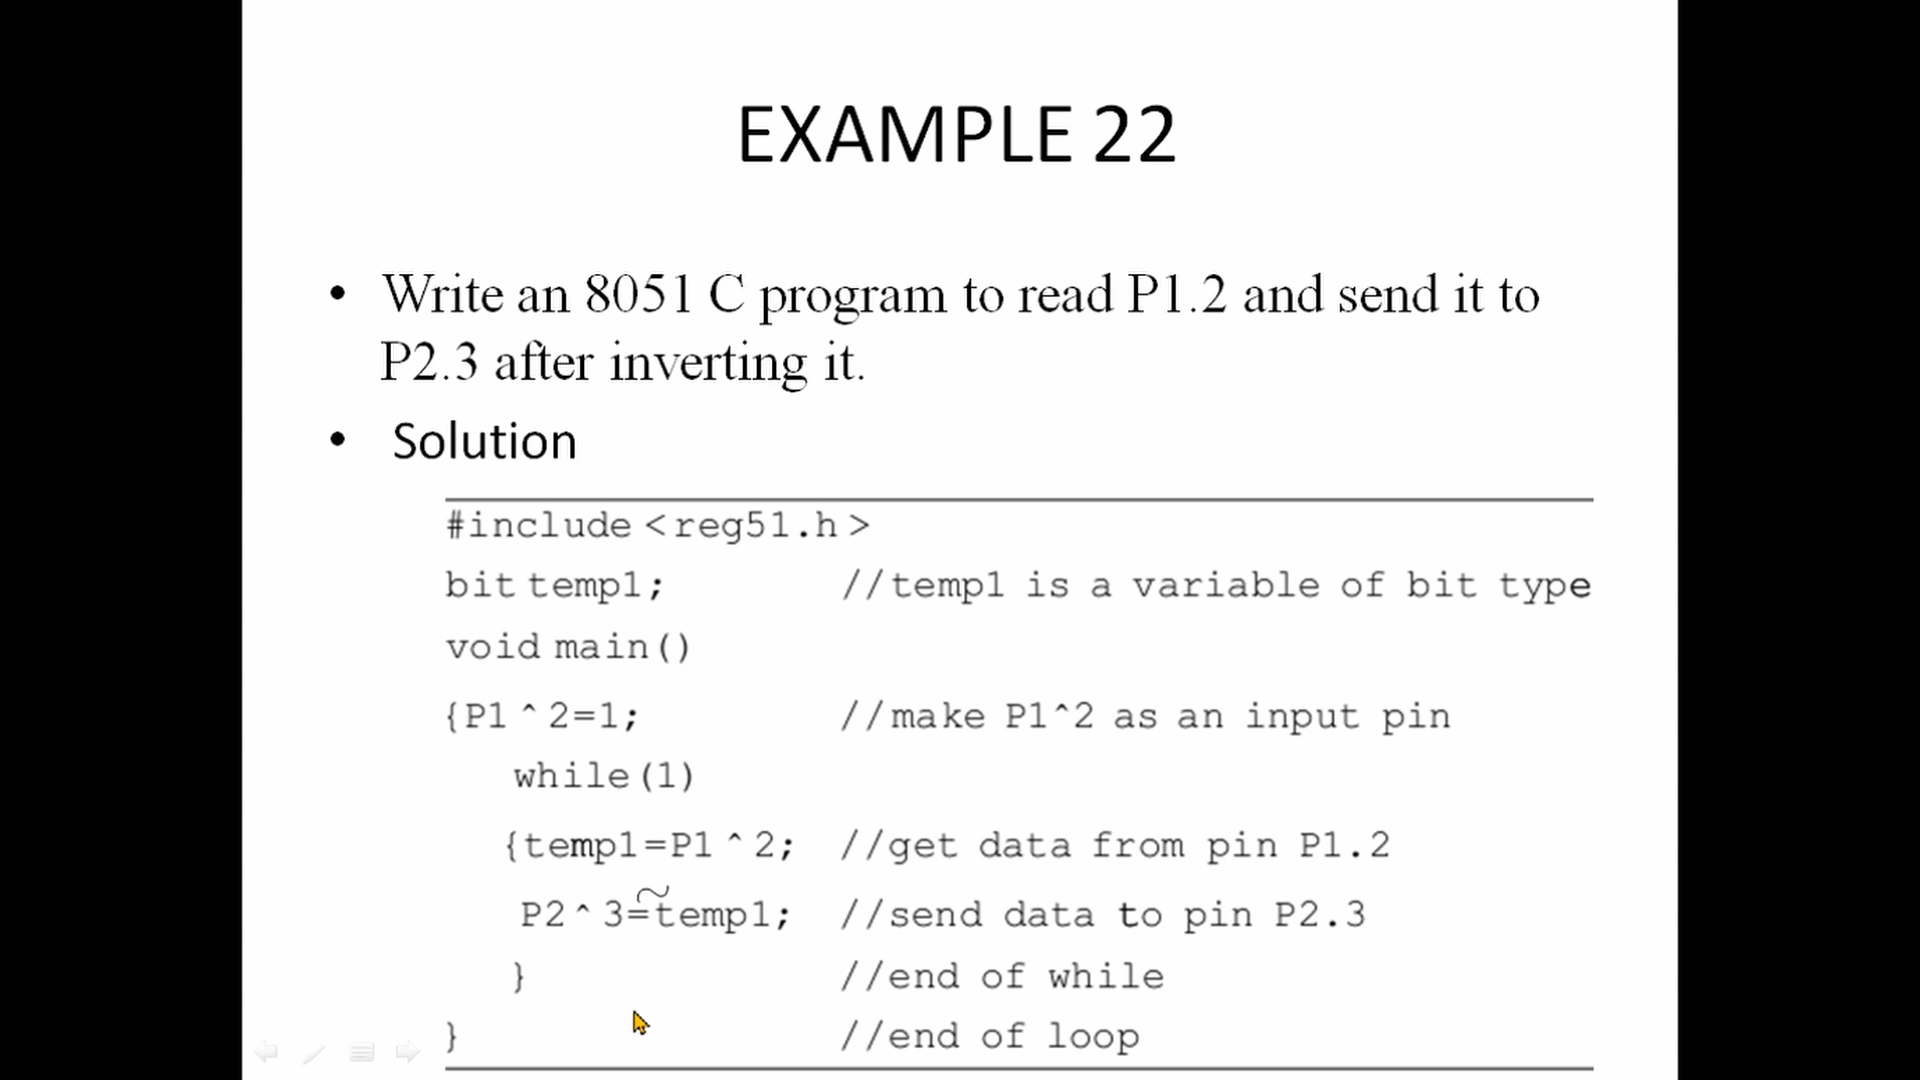 EXAMPLE 22
• Write an 8051 C program to read P1.2 and send it to
P2.3 after inverting it.
• Solution
#include <reg51.h>
bit temp1; //temp1 is a variable of bit type
void main()
{P1^2=1; //make P1^2 as an input pin
while(1)
{temp1=P1^2; //get data from pin P1.2
P2^3=~temp1; //send data to pin P2.3
} //end of while
} //end of loop